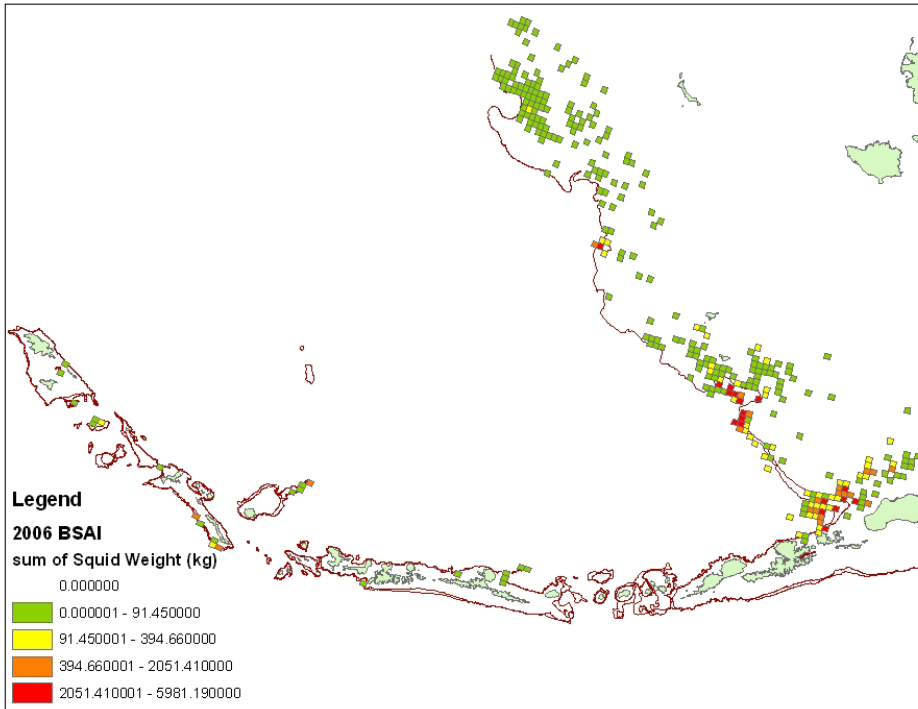 Legend
2006 BSAI
sum of Squid Weight (kg)
0.000000
0.000001 - 91.450000
91.450001 - 394.660000
394.660001 - 2051.410000
2051.410001 - 5981.190000